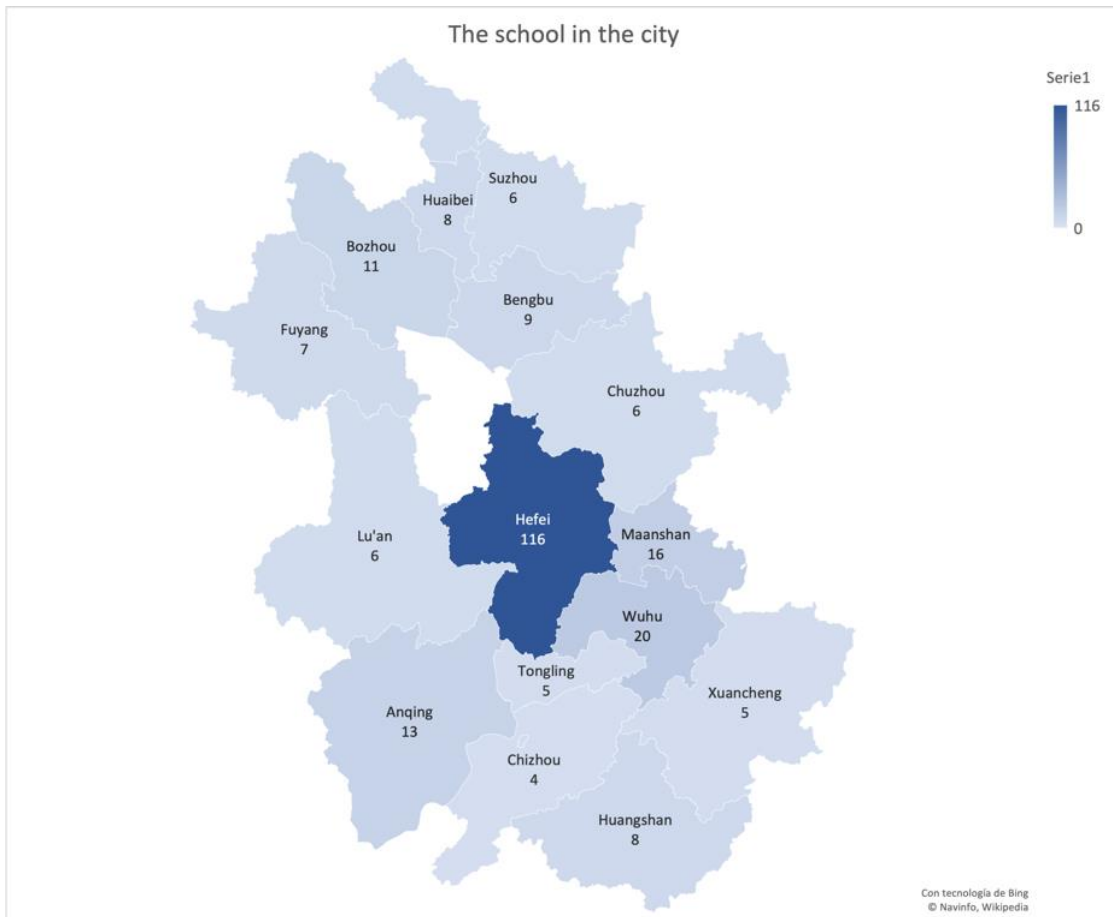 The school in the city
Serie1
116
0
Suzhou
6
Huaibei
8
Bozhou
11
Bengbu
9
Fuyang
7
Chuzhou
6
Hefei
116
Maanshan
16
Lu'an
6
Wuhu
20
Tongling
5
Xuancheng
5
Anqing
13
Chizhou
4
Huangshan
8
Con tecnología de Bing
© Navinfo, Wikipedia